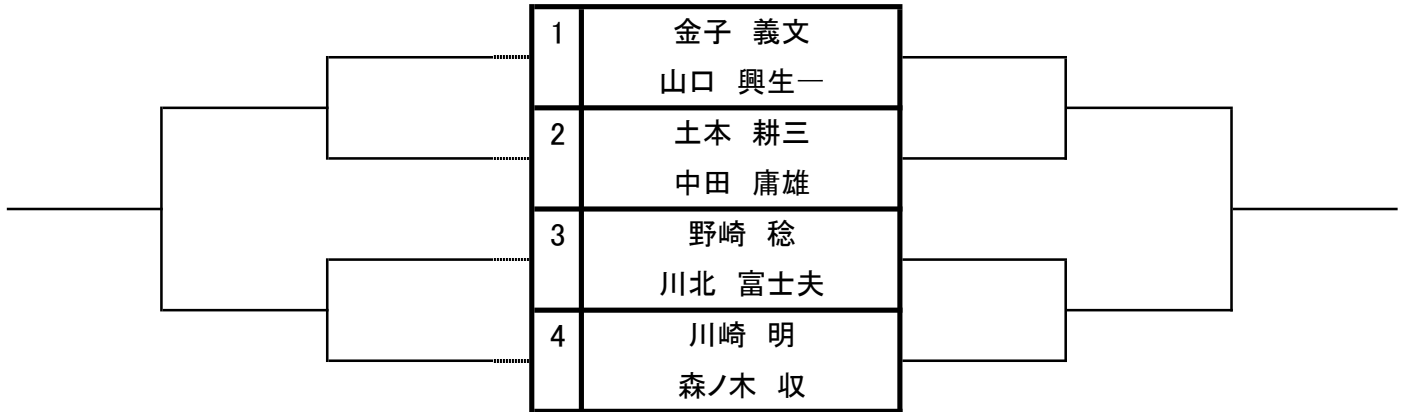 1 金子 義文
山口 興生一
2 土本 耕三
中田 庸雄
3 野崎 稔
川北 富士夫
4 川崎 明
森ノ木 収